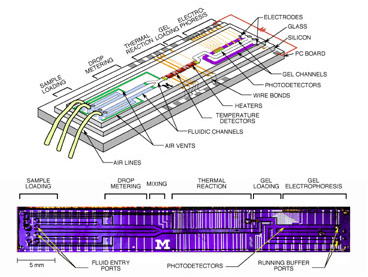 SAMPLE
LOADING
DROP
METERING
THERMAL
REACTION
GEL
LOADING
ELECTRO-
PHORESIS
ELECTRODES
GLASS
SILICON
PC BOARD
GEL CHANNELS
PHOTODETECTORS
WIRE BONDS
HEATERS
TEMPERATURE
DETECTORS
FLUIDIC CHANNELS
AIR VENTS
AIR LINES
SAMPLE
LOADING
DROP
METERING
MIXING
THERMAL
REACTION
GEL
LOADING
GEL
ELECTROPHORESIS
M
5 mm
FLUID ENTRY
PORTS
PHOTODETECTORS
RUNNING BUFFER
PORTS